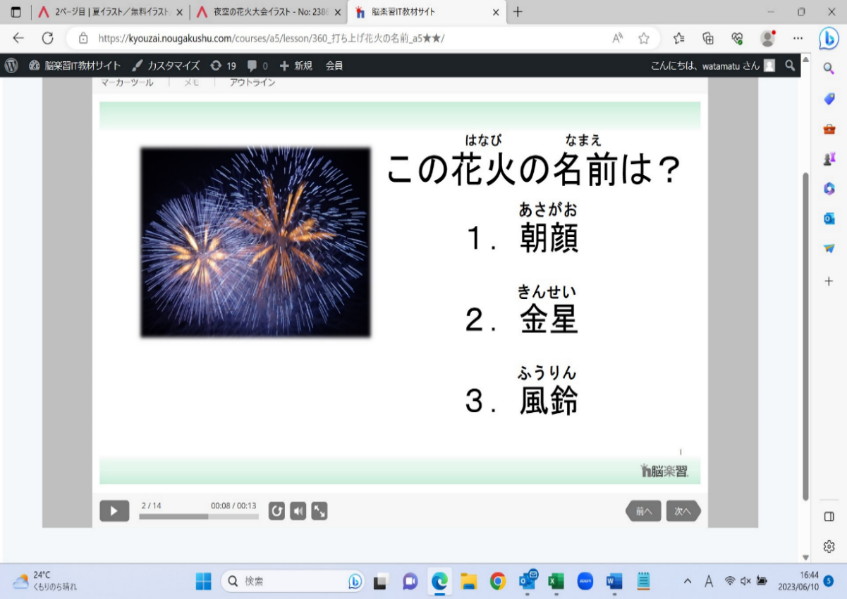 2ページ目 | 夏イラスト／無料イラスト
夜空の花火大会イラスト - No: 238
脳楽習IT教材サイト
https://kyouzai.nougakushu.com/courses/a5/lesson/360_打ち上げ花火の名前_a5★★/
脳楽習IT教材サイト カスタマイズ 19 0 新規 会員 こんにちは、watamatu さん
マーカーツール メモ アウトライン
はなび なまえ
この花火の名前は？
あさがお
1． 朝顔
きんせい
2． 金星
ふうりん
3． 風鈴
脳楽習
2 / 14 00:08 / 00:13
前へ 次へ
24°C
くもりのち晴れ
検索
16:44
2023/06/10